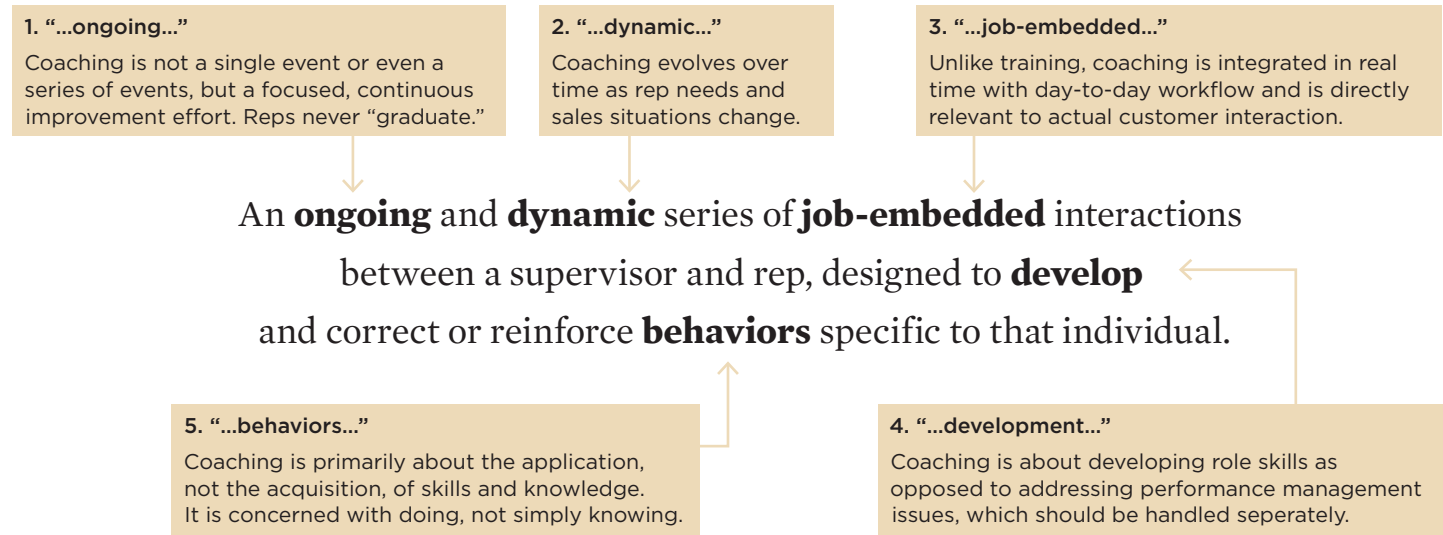 1. “...ongoing...”
Coaching is not a single event or even a
series of events, but a focused, continuous
improvement effort. Reps never “graduate.”
2. “...dynamic...”
Coaching evolves over
time as rep needs and
sales situations change.
3. “...job-embedded...”
Unlike training, coaching is integrated in real
time with day-to-day workflow and is directly
relevant to actual customer interaction.
An ongoing and dynamic series of job-embedded interactions
between a supervisor and rep, designed to develop
and correct or reinforce behaviors specific to that individual.
5. “...behaviors...”
Coaching is primarily about the application,
not the acquisition, of skills and knowledge.
It is concerned with doing, not simply knowing.
4. “...development...”
Coaching is about developing role skills as
opposed to addressing performance management
issues, which should be handled seperately.